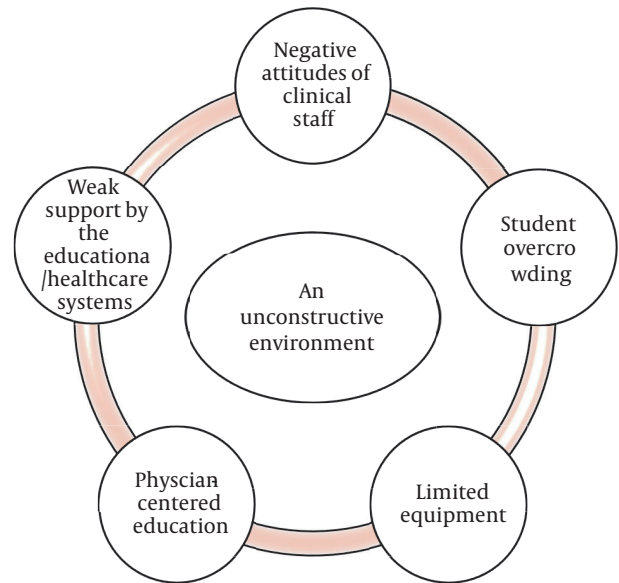 Negative
attitudes of
clinical
staff
Student
overcro
wding
Limited
equipment
Physcian-
centered
education
Weak
support by
the
educationa
/healthcare
systems
An
unconstructive
environment